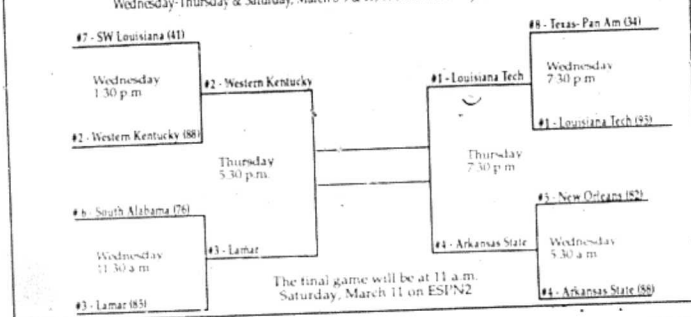 Wednesday-Thursday & Saturday, March
#7 - SW Louisiana (41)
Wednesday
1:30 p.m
#2 - Western Kentucky (88)
#2 - Western Kentucky
Thursday
5:30 p.m.
#6 - South Alabama (76)
Wednesday
11:30 a m
#3 - Lamar (85)
#3 - Lamar
#8 - Texas- Pan Am (34)
Wednesday
7:30 p m
#1 - Louisiana Tech (95)
#1 - Louisiana Tech
Thursday
7:30 p m
#5 - New Orleans (82)
Wednesday
5:30 a m
#4 - Arkansas State (88)
#4 - Arkansas State
The final game will be at 11 a.m.
Saturday, March 11 on ESPN2